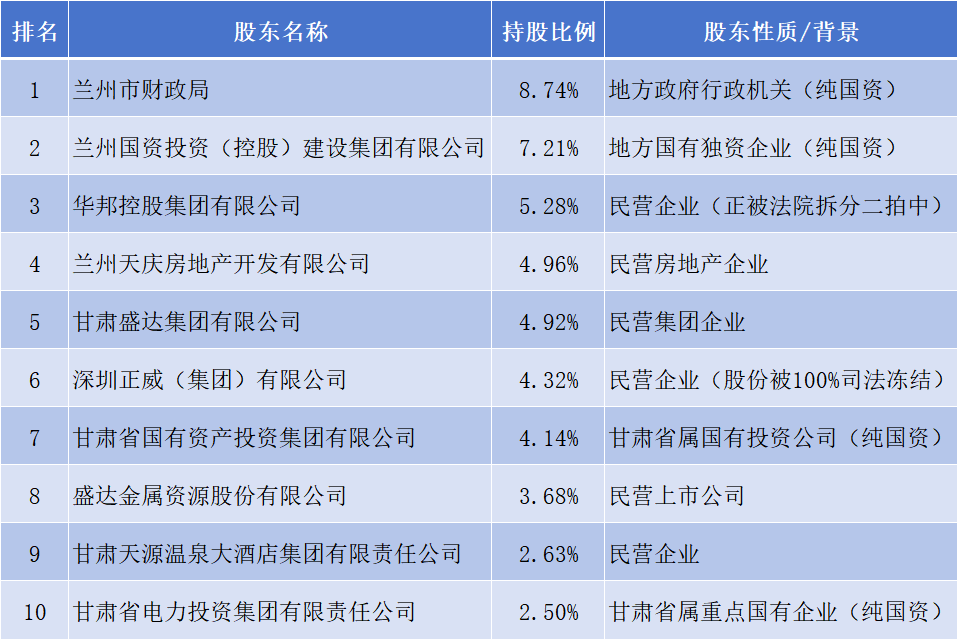 排名 股东名称 持股比例 股东性质/背景
1 兰州市财政局 8.74% 地方政府行政机关（纯国资）
2 兰州国资投资（控股）建设集团有限公司 7.21% 地方国有独资企业（纯国资）
3 华邦控股集团有限公司 5.28% 民营企业（正被法院拆分二拍中）
4 兰州天庆房地产开发有限公司 4.96% 民营房地产企业
5 甘肃盛达集团有限公司 4.92% 民营集团企业
6 深圳正威（集团）有限公司 4.32% 民营企业（股份被100%司法冻结）
7 甘肃省国有资产投资集团有限公司 4.14% 甘肃省属国有投资公司（纯国资）
8 盛达金属资源股份有限公司 3.68% 民营上市公司
9 甘肃天源温泉大酒店集团有限责任公司 2.63% 民营企业
10 甘肃省电力投资集团有限责任公司 2.50% 甘肃省属重点国有企业（纯国资）